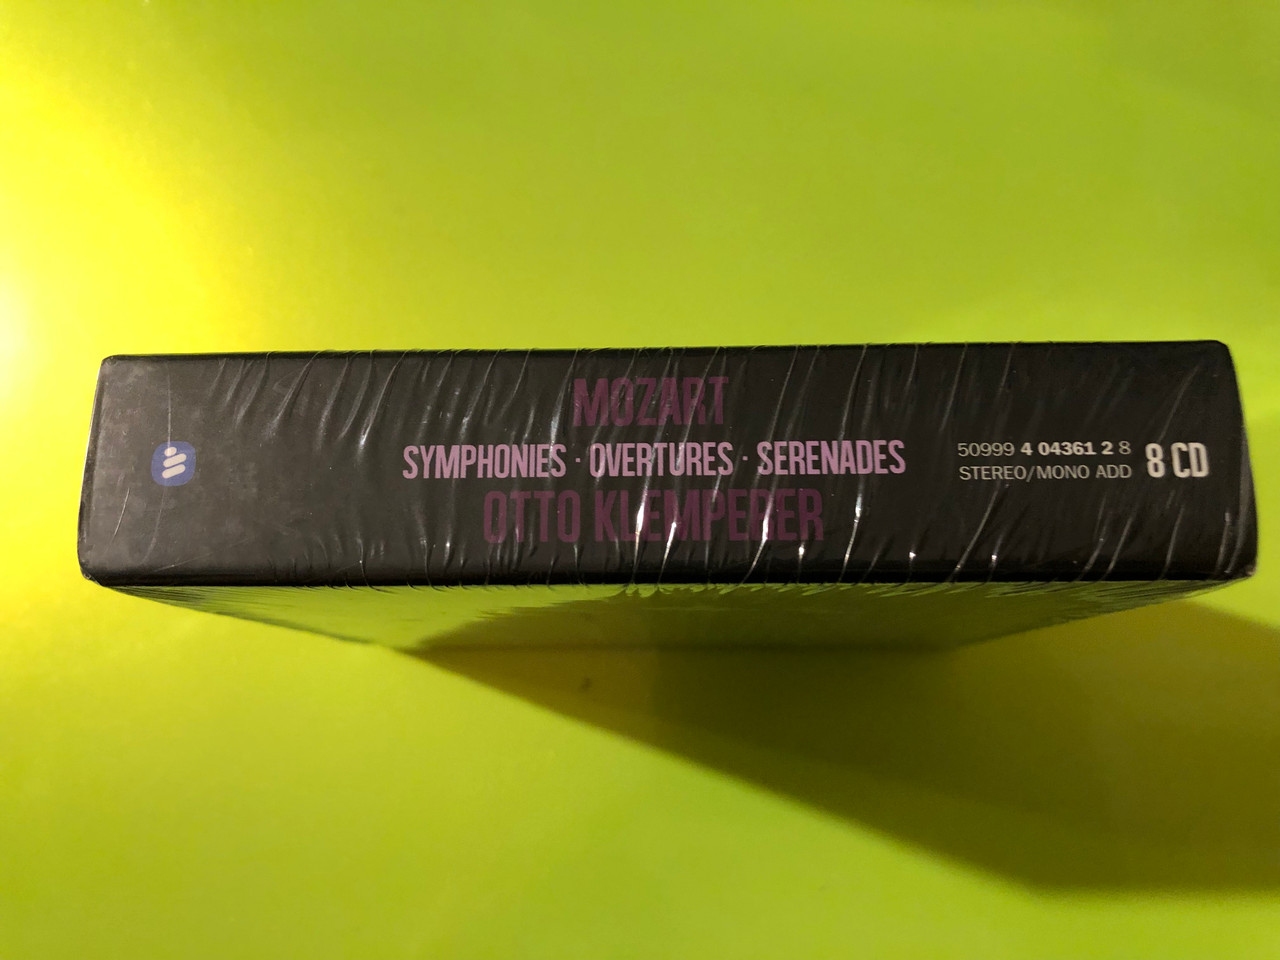 MOZART
SYMPHONIES · OVERTURES · SERENADES
OTTO KLEMPERER
50999 4 04361 2 8
STEREO/MONO ADD
8 CD